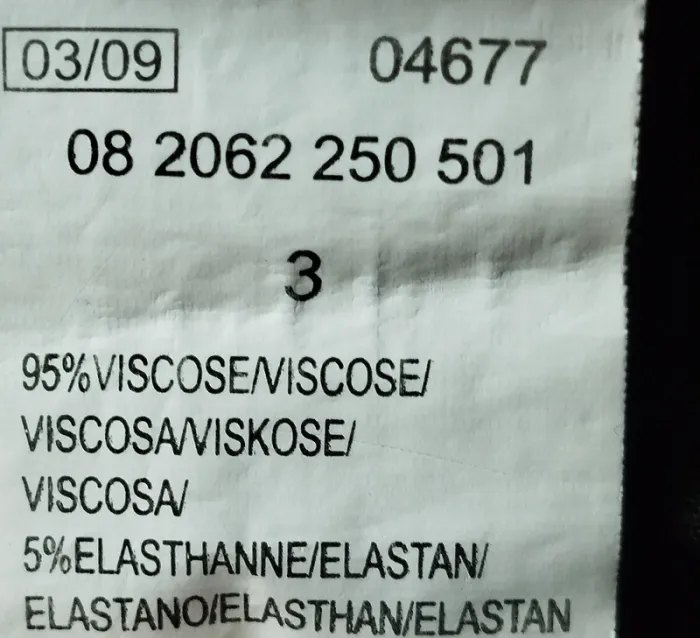 03/09 04677
08 2062 250 501
3
95%VISCOSE/VISCOSE/
VISCOSA/VISKOSE/
VISCOSA/
5%ELASTHANNE/ELASTAN/
ELASTANO/ELASTHAN/ELASTAN